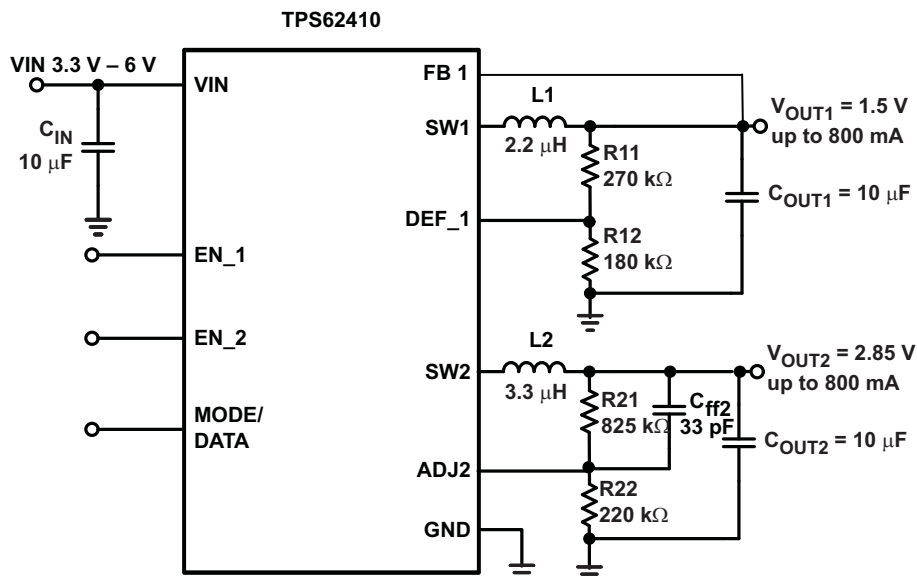 TPS62410
VIN 3.3 V – 6 V
VIN
C_IN
10 μF
EN_1
EN_2
MODE/
DATA
FB 1
SW1
DEF_1
SW2
ADJ2
GND
L1
2.2 μH
R11
270 kΩ
R12
180 kΩ
V_OUT1 = 1.5 V
up to 800 mA
C_OUT1 = 10 μF
L2
3.3 μH
R21
825 kΩ
C_ff2
33 pF
R22
220 kΩ
V_OUT2 = 2.85 V
up to 800 mA
C_OUT2 = 10 μF